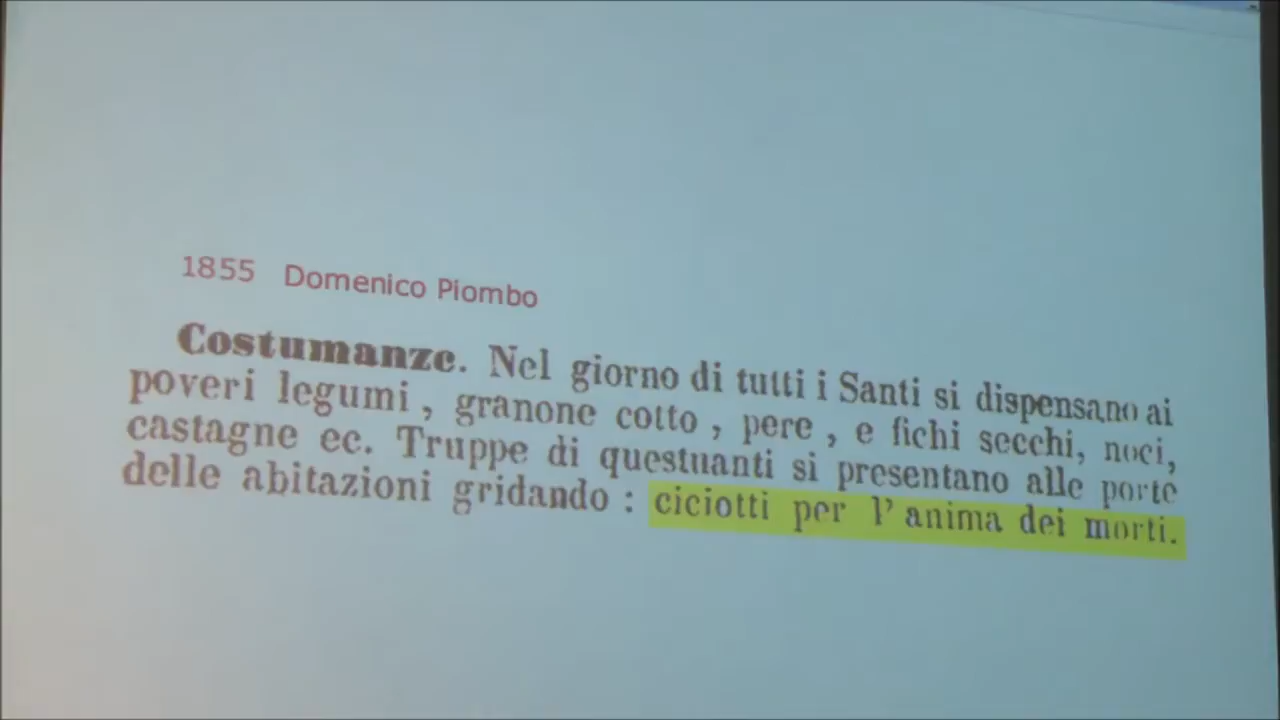 1855 Domenico Piombo
Costumanze. Nel giorno di tutti i Santi si dispensano ai
poveri legumi, granone cotto, pere, e fichi secchi, noci,
castagne ec. Truppe di questuanti si presentano alle porte
delle abitazioni gridando: ciciotti per l'anima dei morti.